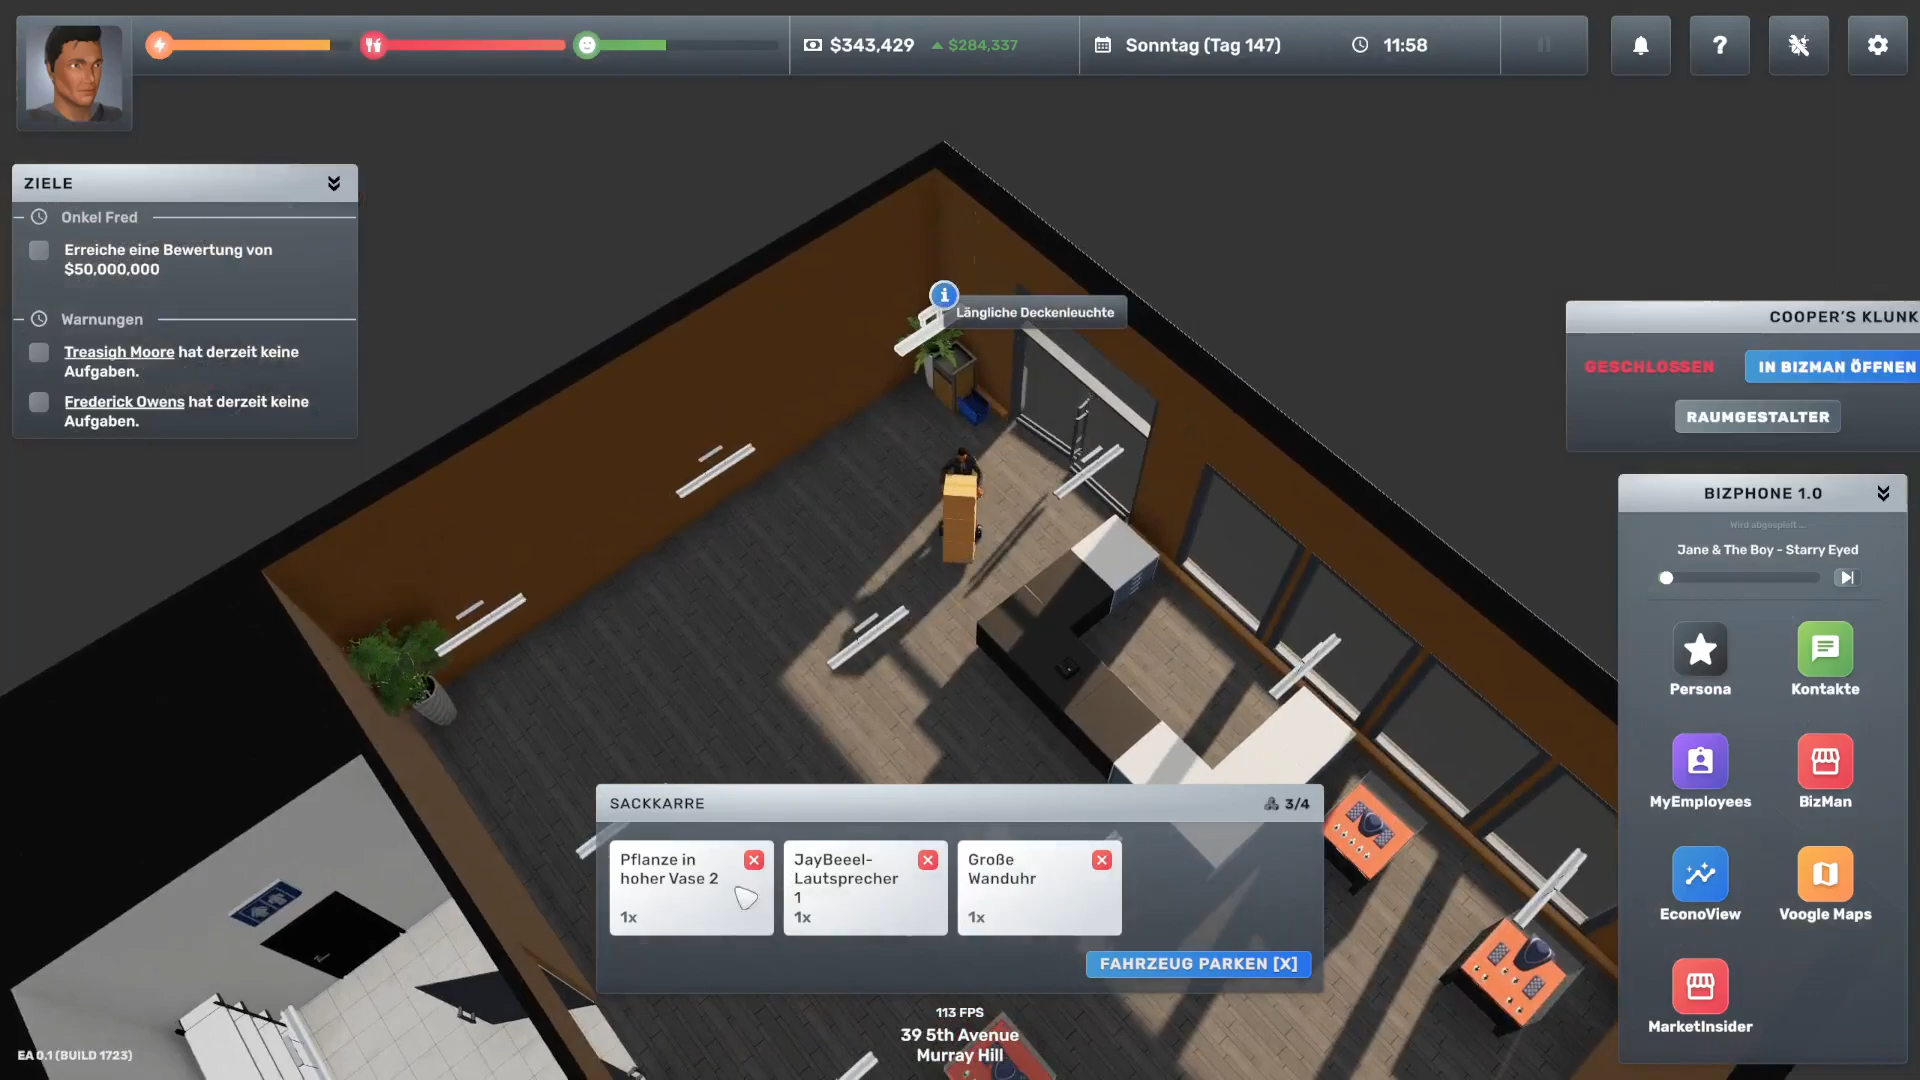 $343,429
$284,337
Sonntag (Tag 147)
11:58
?
ZIELE
Onkel Fred
Erreiche eine Bewertung von
$50,000,000
Warnungen
Treasigh Moore hat derzeit keine
Aufgaben.
Frederick Owens hat derzeit keine
Aufgaben.
i
Längliche Deckenleuchte
COOPER'S KLUNK
GESCHLOSSEN
IN BIZMAN ÖFFNEN
RAUMGESTALTER
BIZPHONE 1.0
Wird abgespielt ...
Jane & The Boy - Starry Eyed
Persona
Kontakte
MyEmployees
BizMan
EconoView
Voogle Maps
MarketInsider
SACKKARRE
3/4
Pflanze in
hoher Vase 2
1x
JayBeeel-
Lautsprecher
1
1x
Große
Wanduhr
1x
FAHRZEUG PARKEN [X]
113 FPS
39 5th Avenue
Murray Hill
EA 0.1 (BUILD 1723)